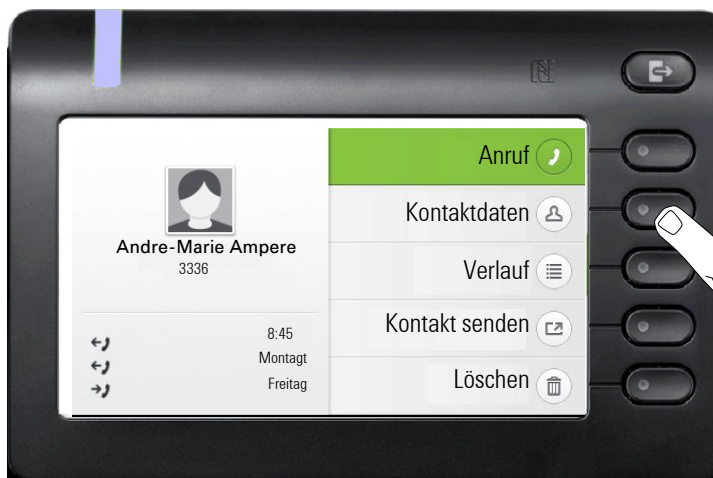 Andre-Marie Ampere
3336
8:45
Montagt
Freitag
Anruf
Kontaktdaten
Verlauf
Kontakt senden
Löschen